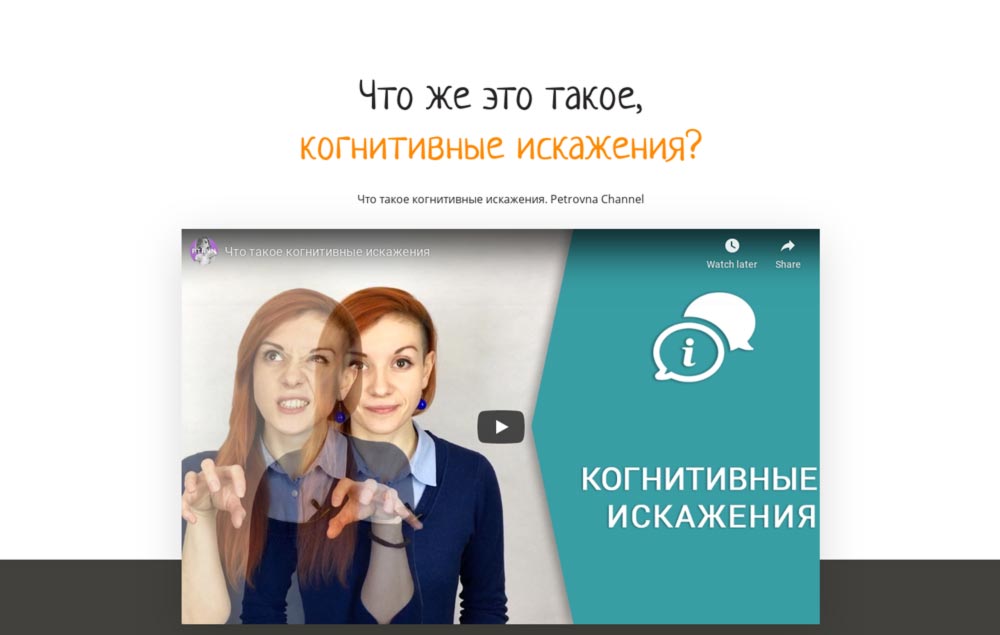 Что же это такое,
когнитивные искажения?
Что такое когнитивные искажения. Petrovna Channel
Что такое когнитивные искажения
Watch later
Share
i
КОГНИТИВНЫЕ
ИСКАЖЕНИЯ